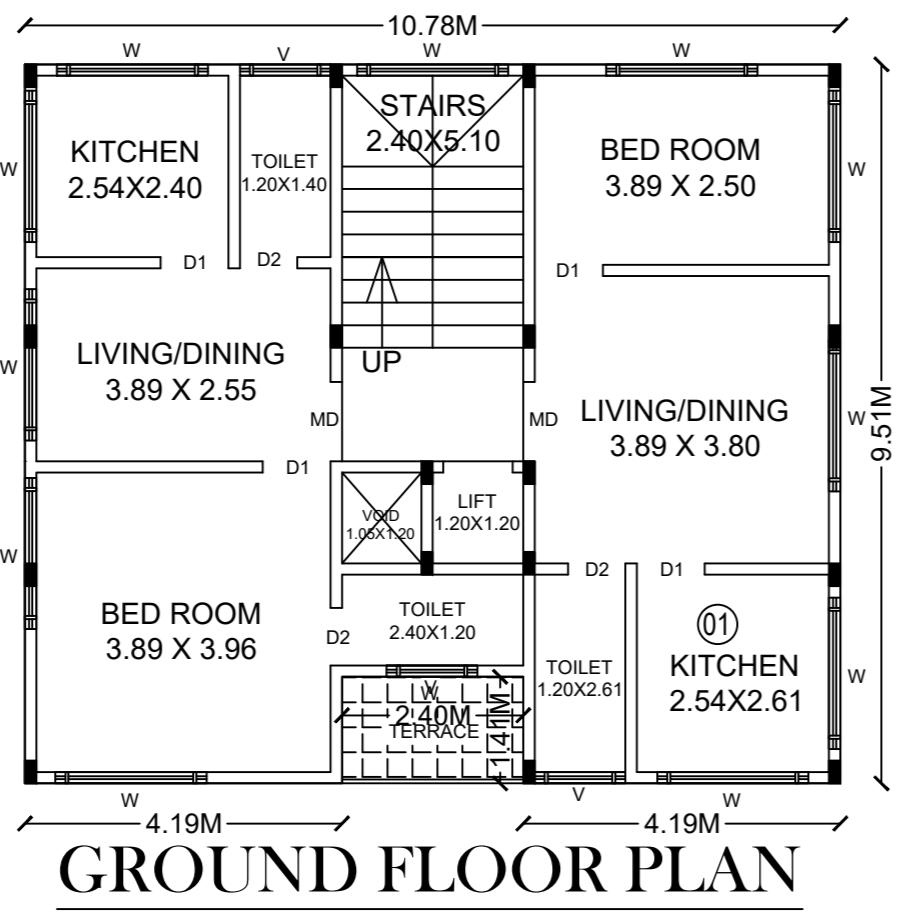 10.78M
W
V
W
W
STAIRS
2.40X5.10
KITCHEN
2.54X2.40
TOILET
1.20X1.40
BED ROOM
3.89 X 2.50
W
W
D1
D2
D1
LIVING/DINING
3.89 X 2.55
UP
W
MD
MD
LIVING/DINING
3.89 X 3.80
W
9.51M
D1
VOID
1.05X1.20
LIFT
1.20X1.20
W
D2
D1
BED ROOM
3.89 X 3.96
D2
TOILET
2.40X1.20
01
KITCHEN
2.54X2.61
TOILET
1.20X2.61
W
V
W
2.40M
TERRACE
1.41M
W
V
W
4.19M
4.19M
GROUND FLOOR PLAN